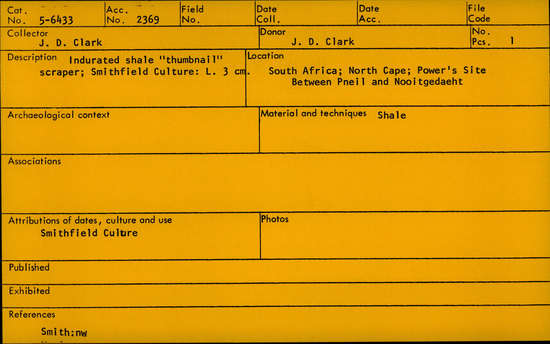 Cat. Acc. Field Date Date File
No. 5-6433 No. 2369 No. Coll. Acc. Code
Collector Donor No.
J. D. Clark J. D. Clark Pcs. 1
Description Indurated shale "thumbnail" Location
scraper; Smithfield Culture: L. 3 cm. South Africa; North Cape; Power's Site
Between Pneil and Nooitgedaeht
Archaeological context Material and techniques Shale
Associations
Attributions of dates, culture and use Photos
Smithfield Culture
Published
Exhibited
References
Smith:nw